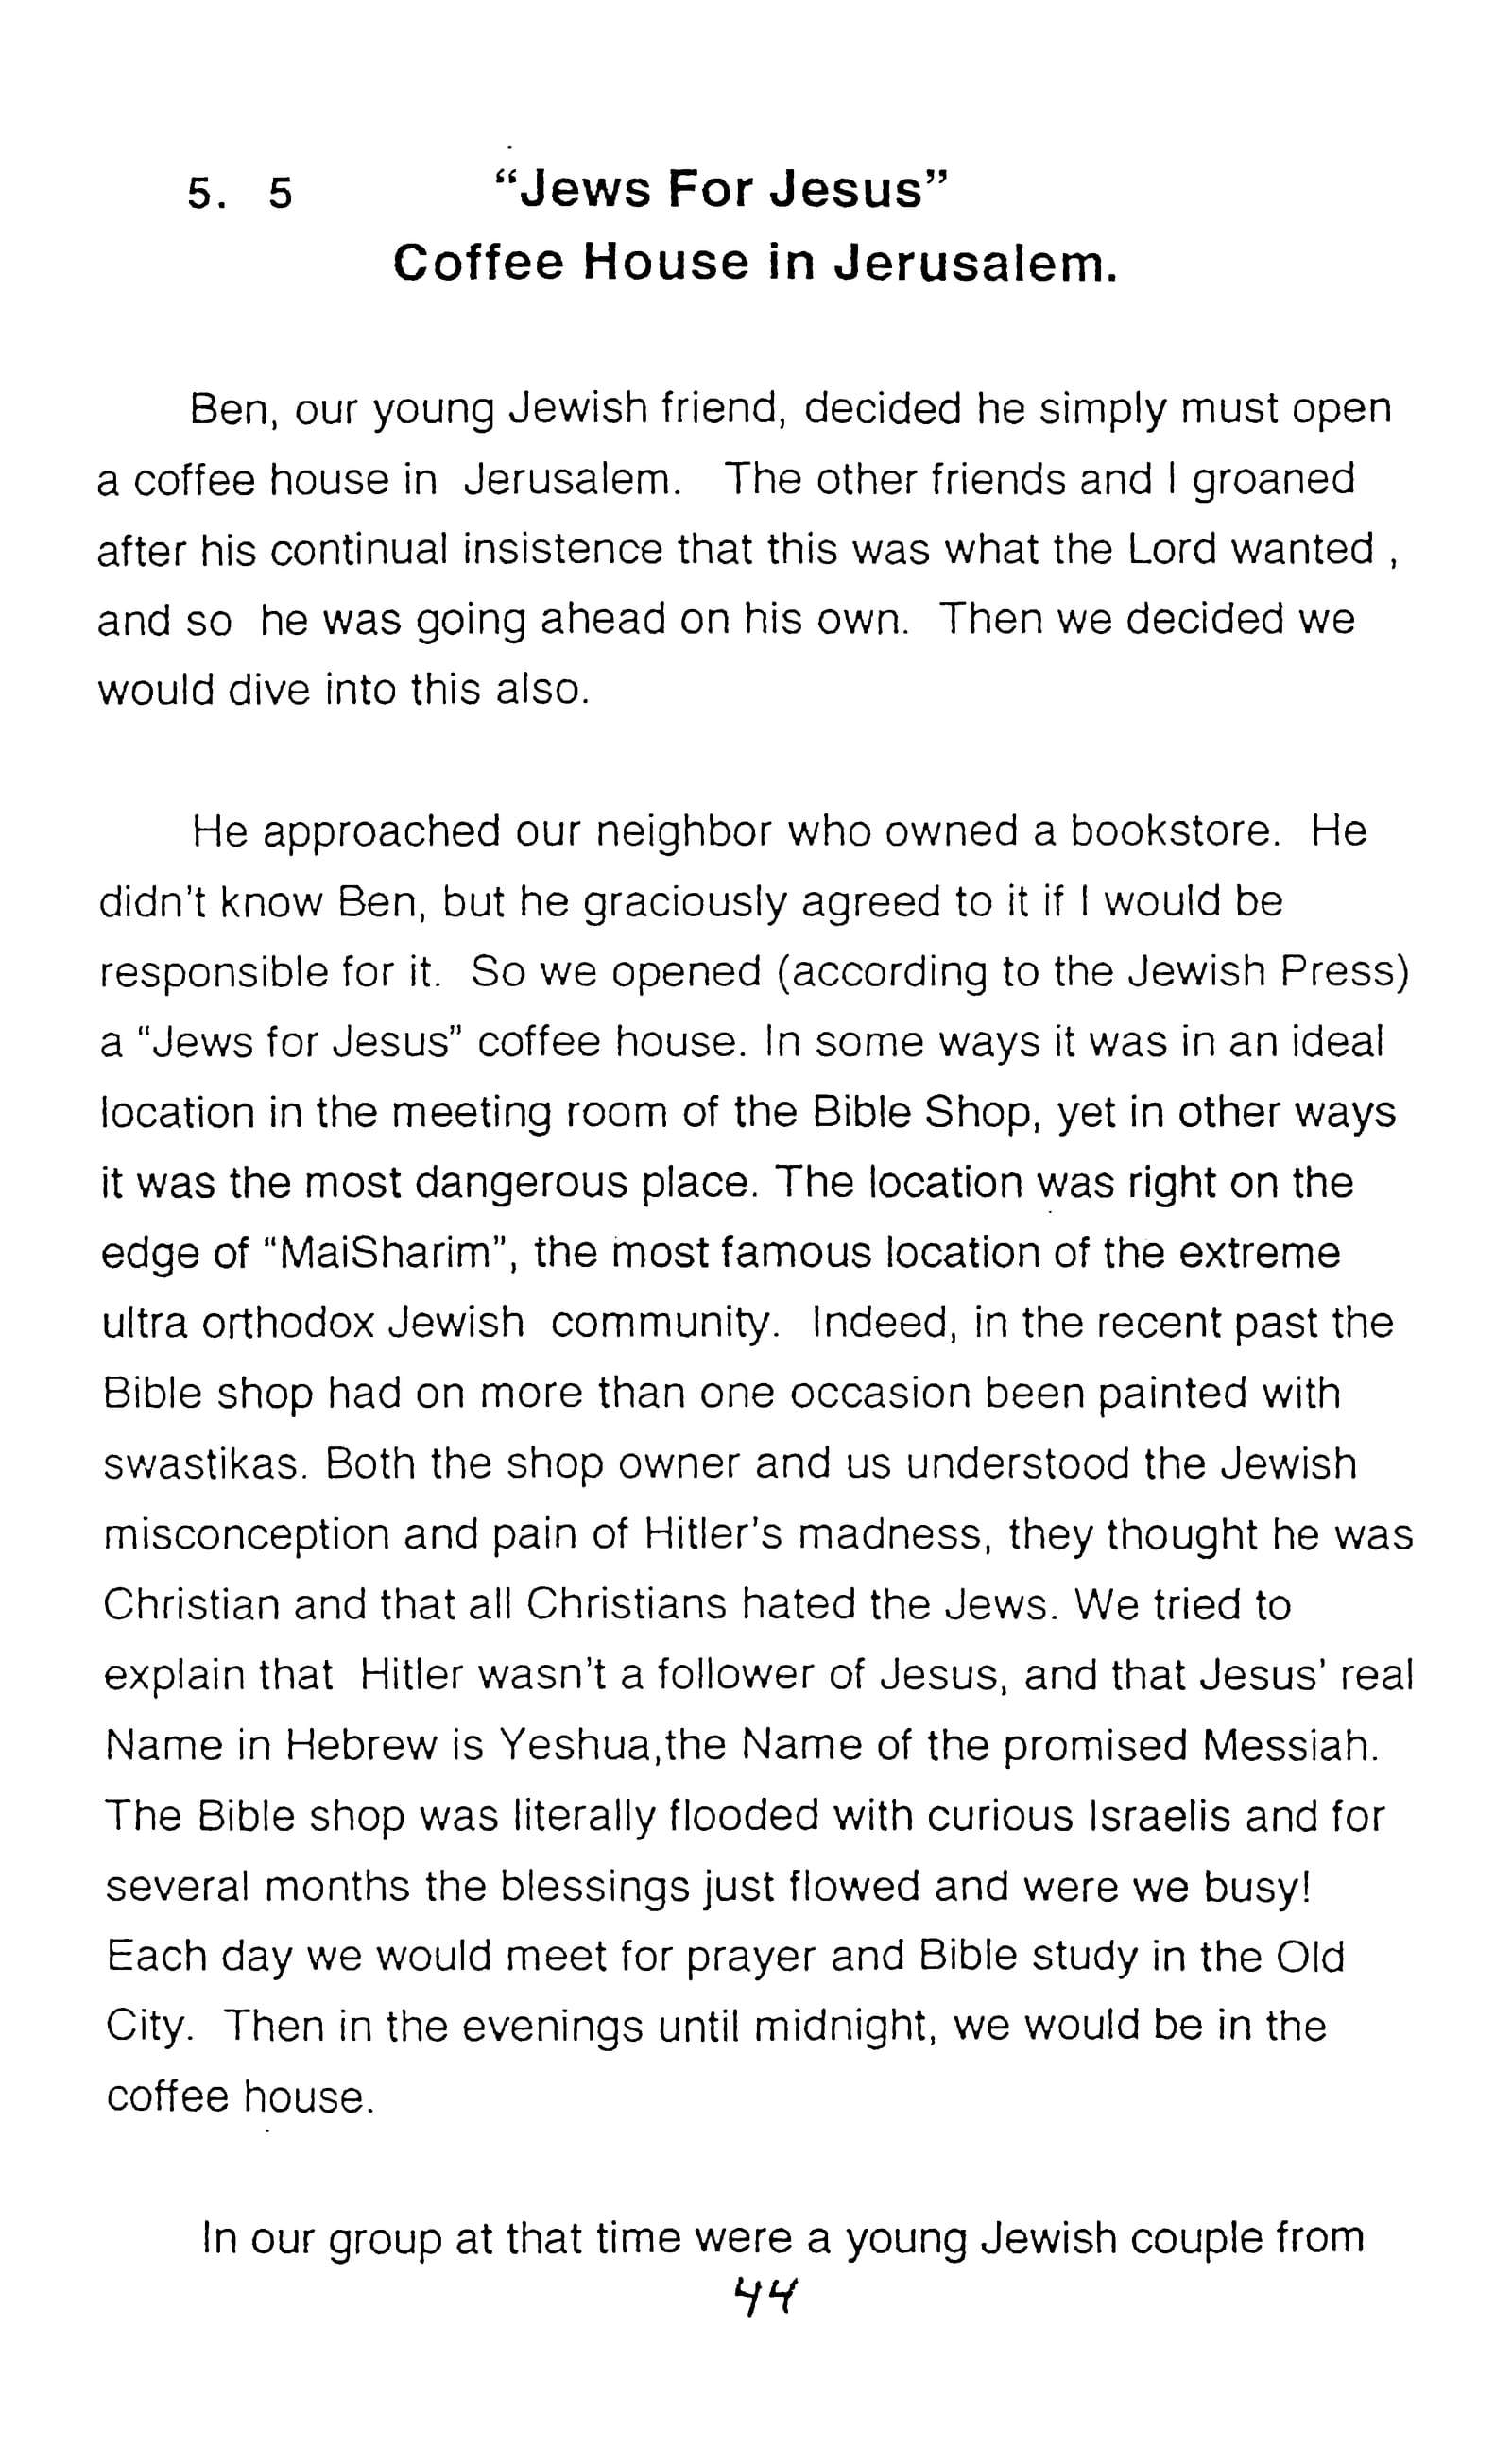 5. 5 “Jews For Jesus”
Coffee House in Jerusalem.
Ben, our young Jewish friend, decided he simply must open
a coffee house in Jerusalem. The other friends and I groaned
after his continual insistence that this was what the Lord wanted ,
and so he was going ahead on his own. Then we decided we
would dive into this also.
He approached our neighbor who owned a bookstore. He
didn't know Ben, but he graciously agreed to it if I would be
responsible for it. So we opened (according to the Jewish Press)
a "Jews for Jesus" coffee house. In some ways it was in an ideal
location in the meeting room of the Bible Shop, yet in other ways
it was the most dangerous place. The location was right on the
edge of "MaiSharim", the most famous location of the extreme
ultra orthodox Jewish community. Indeed, in the recent past the
Bible shop had on more than one occasion been painted with
swastikas. Both the shop owner and us understood the Jewish
misconception and pain of Hitler's madness, they thought he was
Christian and that all Christians hated the Jews. We tried to
explain that Hitler wasn't a follower of Jesus, and that Jesus' real
Name in Hebrew is Yeshua,the Name of the promised Messiah.
The Bible shop was literally flooded with curious Israelis and for
several months the blessings just flowed and were we busy!
Each day we would meet for prayer and Bible study in the Old
City. Then in the evenings until midnight, we would be in the
coffee house.
In our group at that time were a young Jewish couple from
44